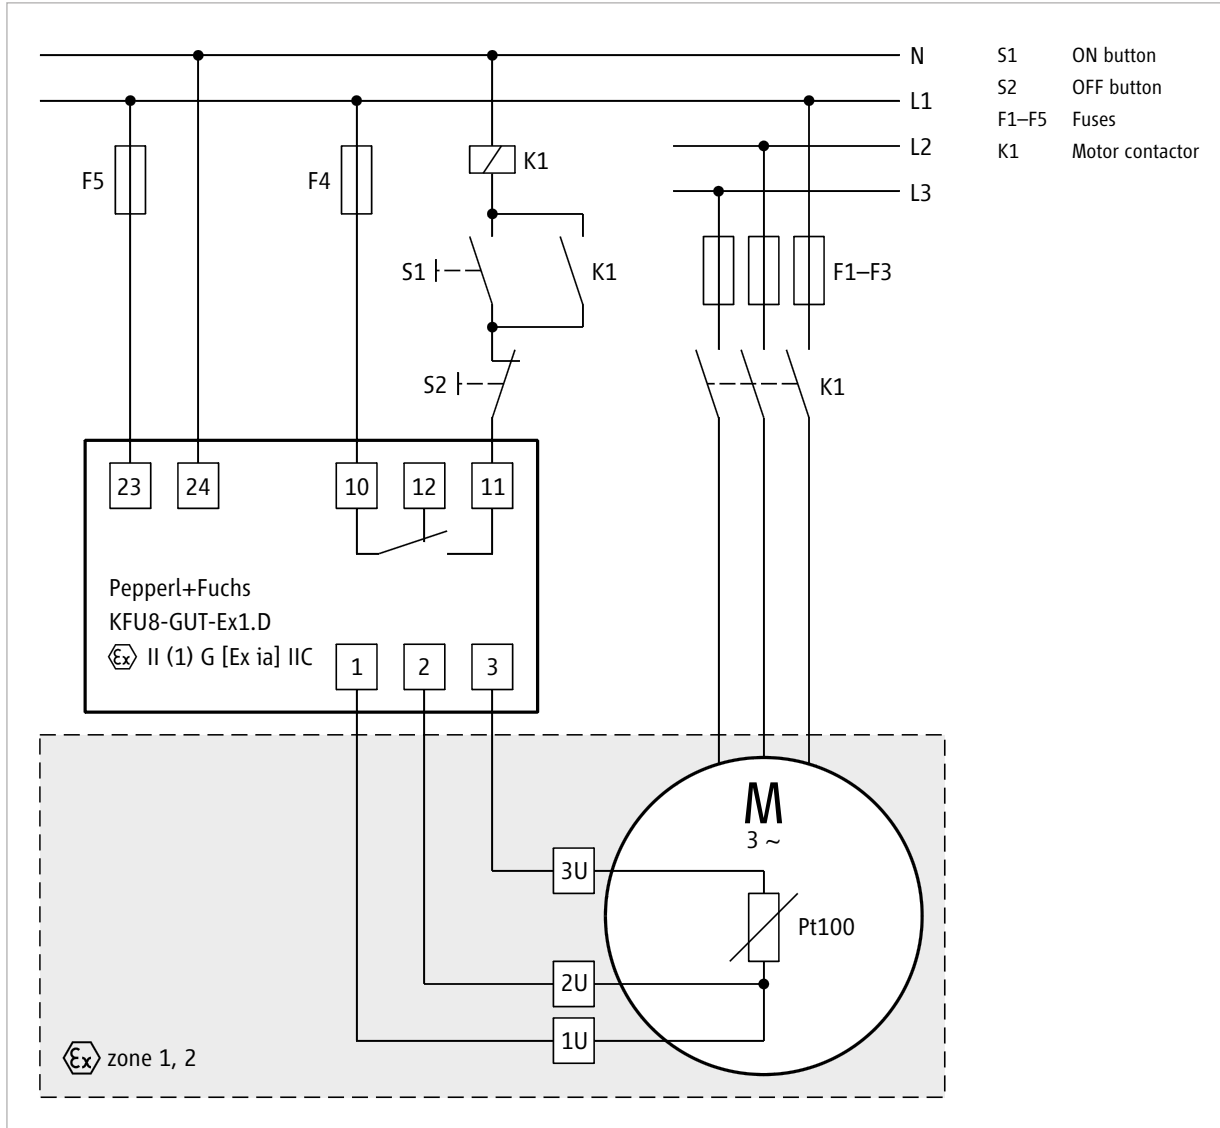 N
S1 ON button
L1
S2 OFF button
F1–F5 Fuses
L2
K1 Motor contactor
F5
F4
K1
L3
S1
K1
F1–F3
S2
K1
23 24 10 12 11
Pepperl+Fuchs
KFU8-GUT-Ex1.D
Ex II (1) G [Ex ia] IIC
1 2 3
M
3 ~
3U
Pt100
2U
1U
Ex zone 1, 2